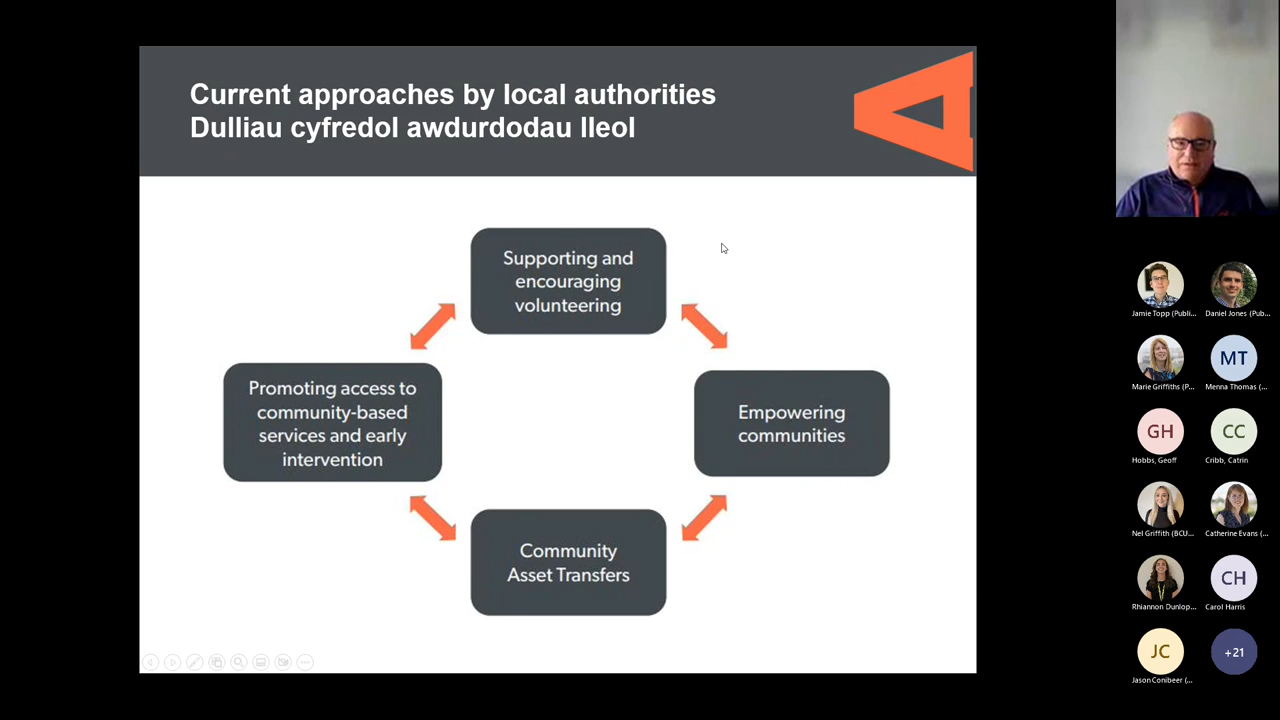 Current approaches by local authorities
Dulliau cyfredol awdurdodau lleol
Supporting and
encouraging
volunteering
Promoting access to
community-based
services and early
intervention
Empowering
communities
Community
Asset Transfers
Jamie Topp (Publi...
Daniel Jones (Pub...
Marie Griffiths (P...
MT
Menna Thomas (...
GH
Hobbs, Geoff
CC
Cribb, Catrin
Nel Griffith (BCU...
Catherine Evans (...
Rhiannon Dunlop...
CH
Carol Harris
JC
Jason Conibeer (...
+21